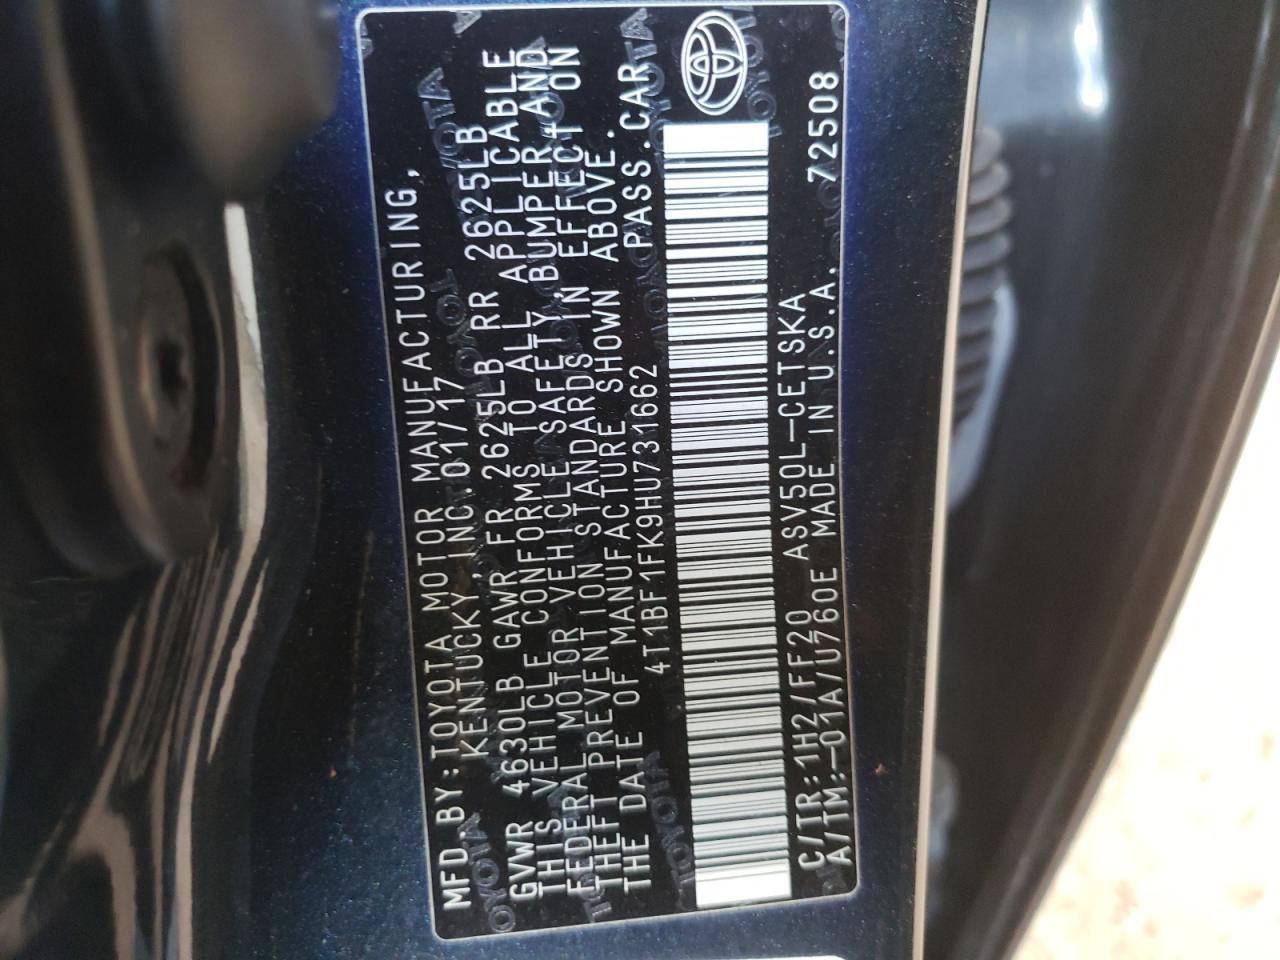 MFD.BY:TOYOTA MOTOR MANUFACTURING,
KENTUCKY,INC.01/17
GVWR 4630LB GAWR FR 2625LB RR 2625LB
THIS VEHICLE CONFORMS TO ALL APPLICABLE
FEDERAL MOTOR VEHICLE SAFETY,BUMPER,AND
THEFT PREVENTION STANDARDS IN EFFECT ON
THE DATE OF MANUFACTURE SHOWN ABOVE.
4T1BF1FK9HU731662 PASS.CAR
C/TR:1H2/FF20 ASV50L-CETSKA
A/TM:-01A/U760E MADE IN U.S.A. 72508